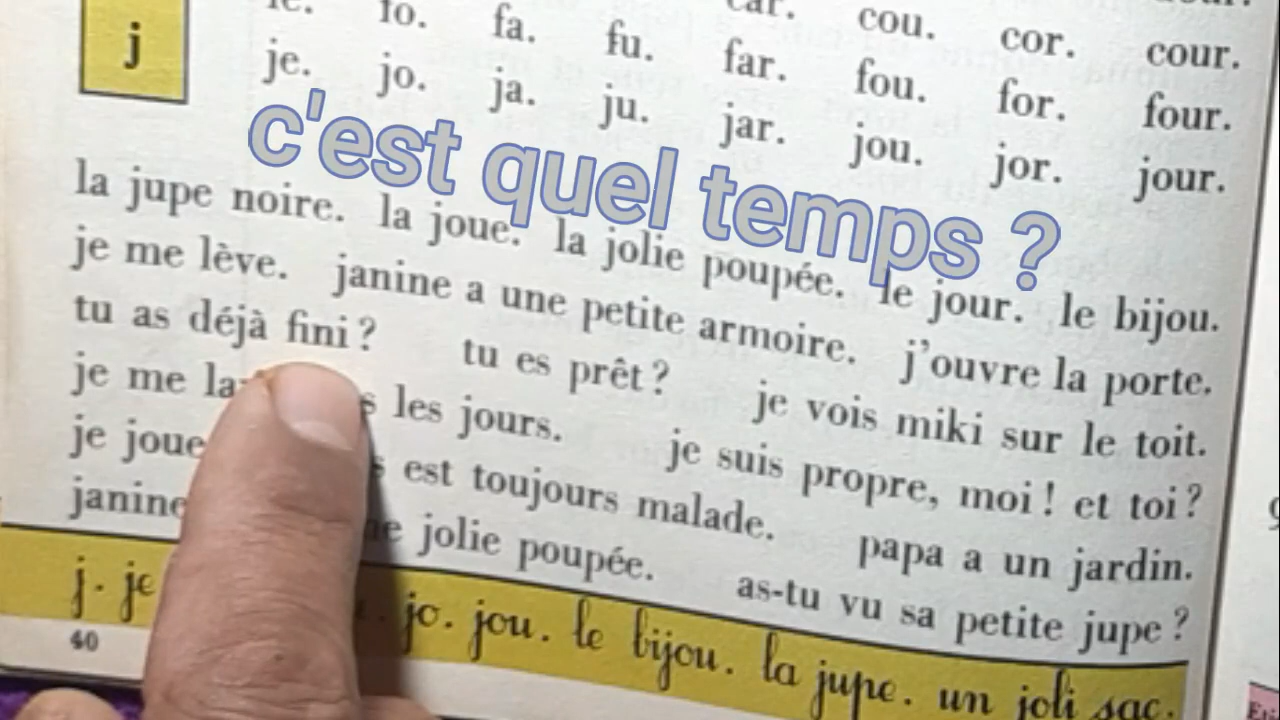 car. cou. cor. cour.
fo. fa. fu. far. fou. for. four.
j
je. jo. ja. ju. jar. jou. jor. jour.
c'est quel temps ?
la jupe noire. la joue. la jolie poupée. le jour. le bijou.
je me lève. janine a une petite armoire. j'ouvre la porte.
tu as déjà fini ? tu es prêt ? je vois miki sur le toit.
je me les jours. je suis propre, moi ! et toi ?
je joue est toujours malade. papa a un jardin.
janine jolie poupée. as-tu vu sa petite jupe ?
j. je jo. jou. le bijou. la jupe. un joli sac.
40